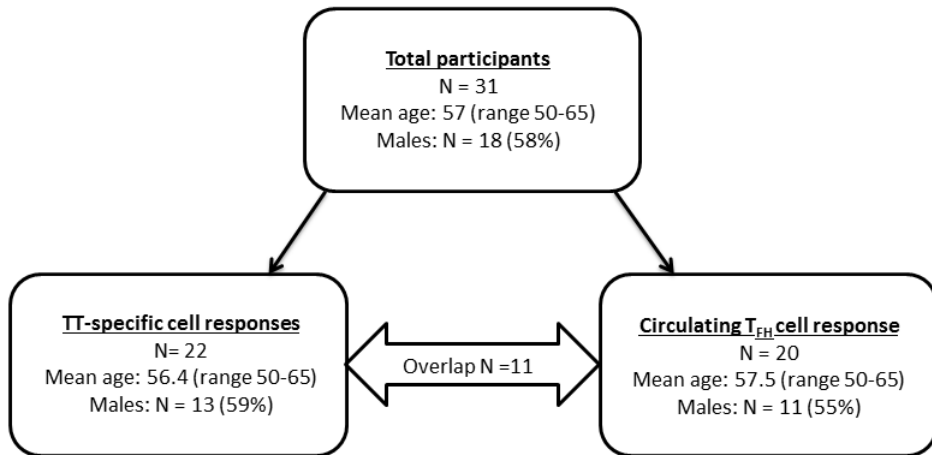 Total participants
N = 31
Mean age: 57 (range 50-65)
Males: N = 18 (58%)
TT-specific cell responses
N= 22
Mean age: 56.4 (range 50-65)
Males: N = 13 (59%)
Overlap N =11
Circulating TFH cell response
N = 20
Mean age: 57.5 (range 50-65)
Males: N = 11 (55%)